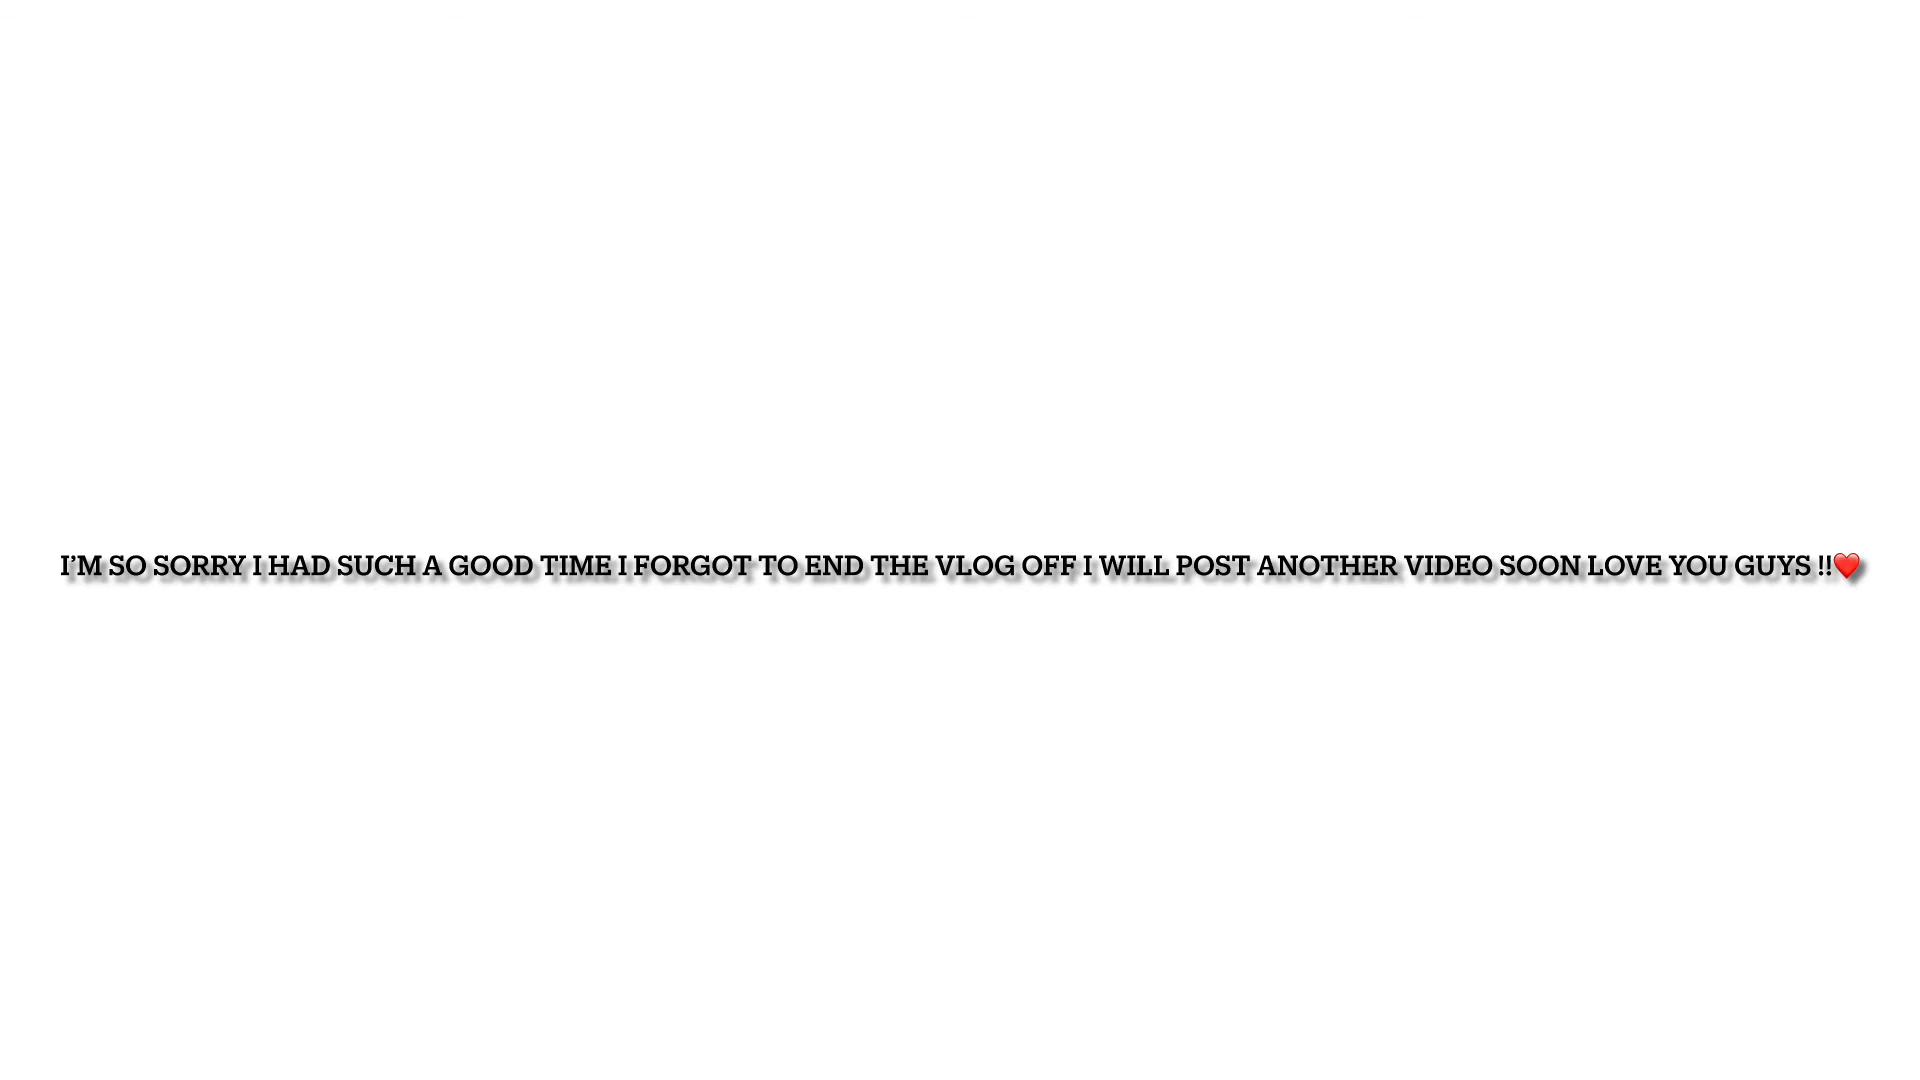 I’M SO SORRY I HAD SUCH A GOOD TIME I FORGOT TO END THE VLOG OFF I WILL POST ANOTHER VIDEO SOON LOVE YOU GUYS !!❤️